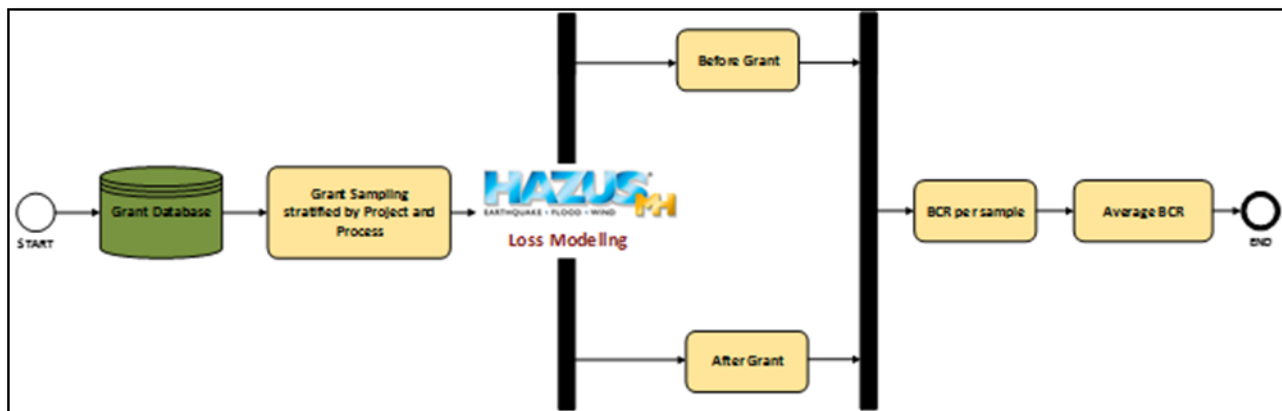 START
Grant Database
Grant Sampling
stratified by Project and
Process
HAZUS®MH
EARTHQUAKE • FLOOD • WIND
Loss Modelling
Before Grant
After Grant
BCR per sample
Average BCR
END